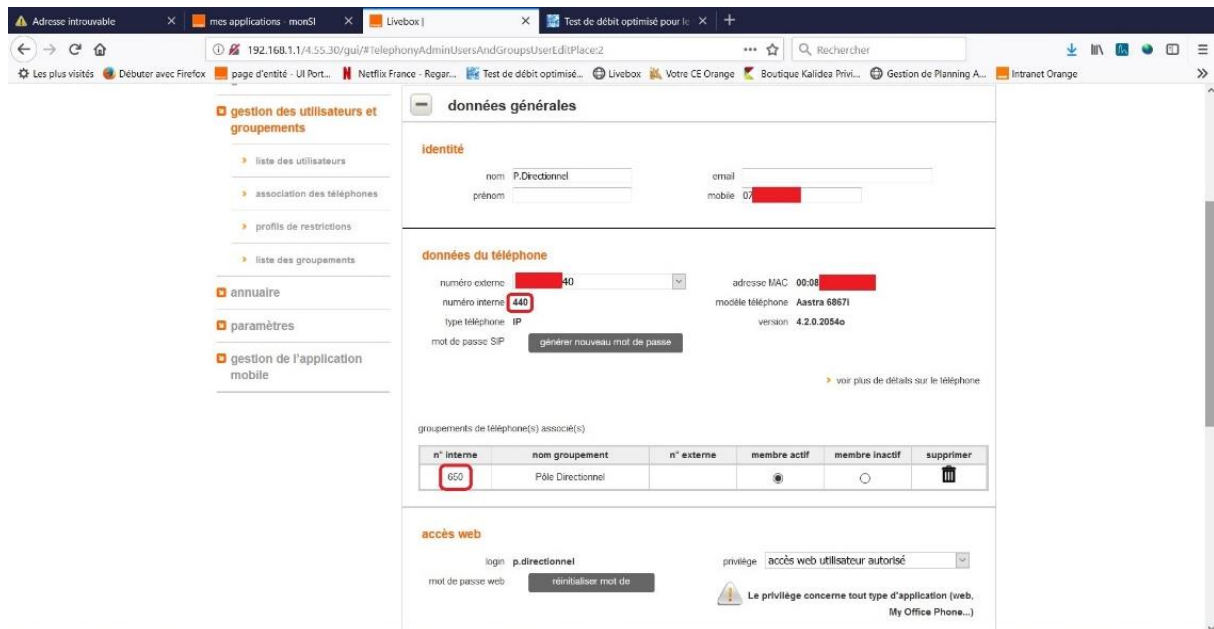 Adresse introuvable
mes applications - monSI
Livebox |
Test de débit optimisé pour le
192.168.1.1/4.55.30/gui/#TelephonyAdminUsersAndGroupsUserEditPlace:2
Rechercher
Les plus visités
Débuter avec Firefox
page d'entité - UI Port...
Netflix France - Regar...
Test de débit optimisé...
Livebox
Votre CE Orange
Boutique Kalidea Privi...
Gestion de Planning A...
Intranet Orange
gestion des utilisateurs et
groupements
liste des utilisateurs
association des téléphones
profils de restrictions
liste des groupements
annuaire
paramètres
gestion de l'application
mobile
données générales
identité
nom P.Directionnel email
prénom mobile 07
données du téléphone
numéro externe 40 adresse MAC 00:08
numéro interne 440 modèle téléphone Aastra 6867i
type téléphone IP version 4.2.0.2054o
mot de passe SIP générer nouveau mot de passe
voir plus de détails sur le téléphone
groupements de téléphone(s) associé(s)
n° interne nom groupement n° externe membre actif membre inactif supprimer
650 Pôle Directionnel
accès web
login p.directionnel privilège accès web utilisateur autorisé
mot de passe web réinitialiser mot de
Le privilège concerne tout type d'application (web,
My Office Phone...)